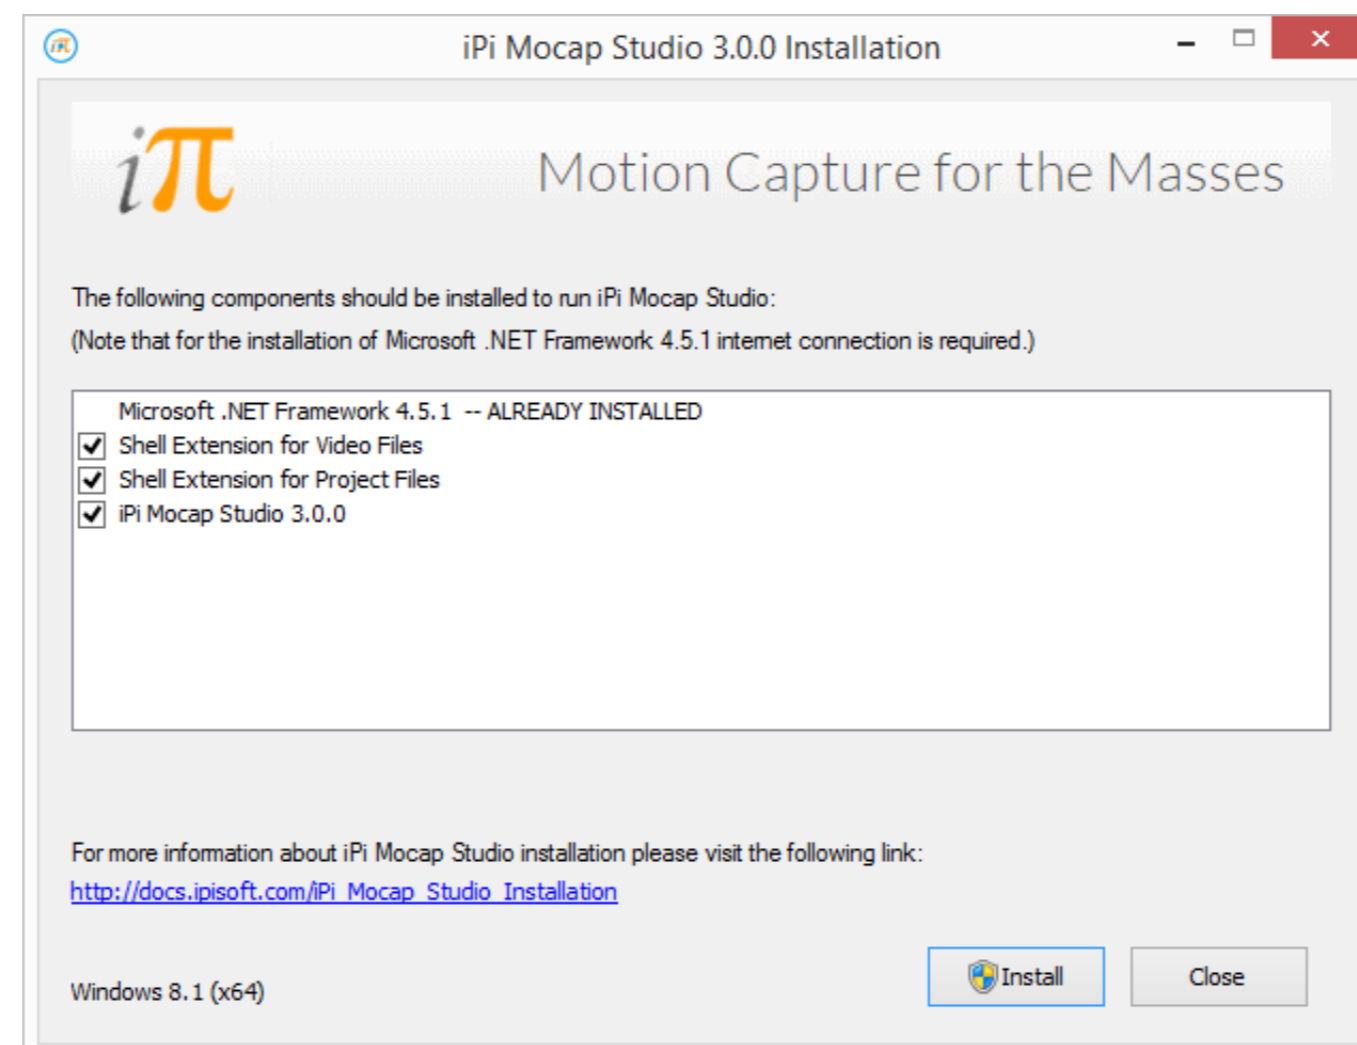 iπ
iPi Mocap Studio 3.0.0 Installation
iπ
Motion Capture for the Masses
The following components should be installed to run iPi Mocap Studio:
(Note that for the installation of Microsoft .NET Framework 4.5.1 internet connection is required.)
Microsoft .NET Framework 4.5.1 -- ALREADY INSTALLED
Shell Extension for Video Files
Shell Extension for Project Files
iPi Mocap Studio 3.0.0
For more information about iPi Mocap Studio installation please visit the following link:
http://docs.ipisoft.com/iPi_Mocap_Studio_Installation
Install
Close
Windows 8.1 (x64)